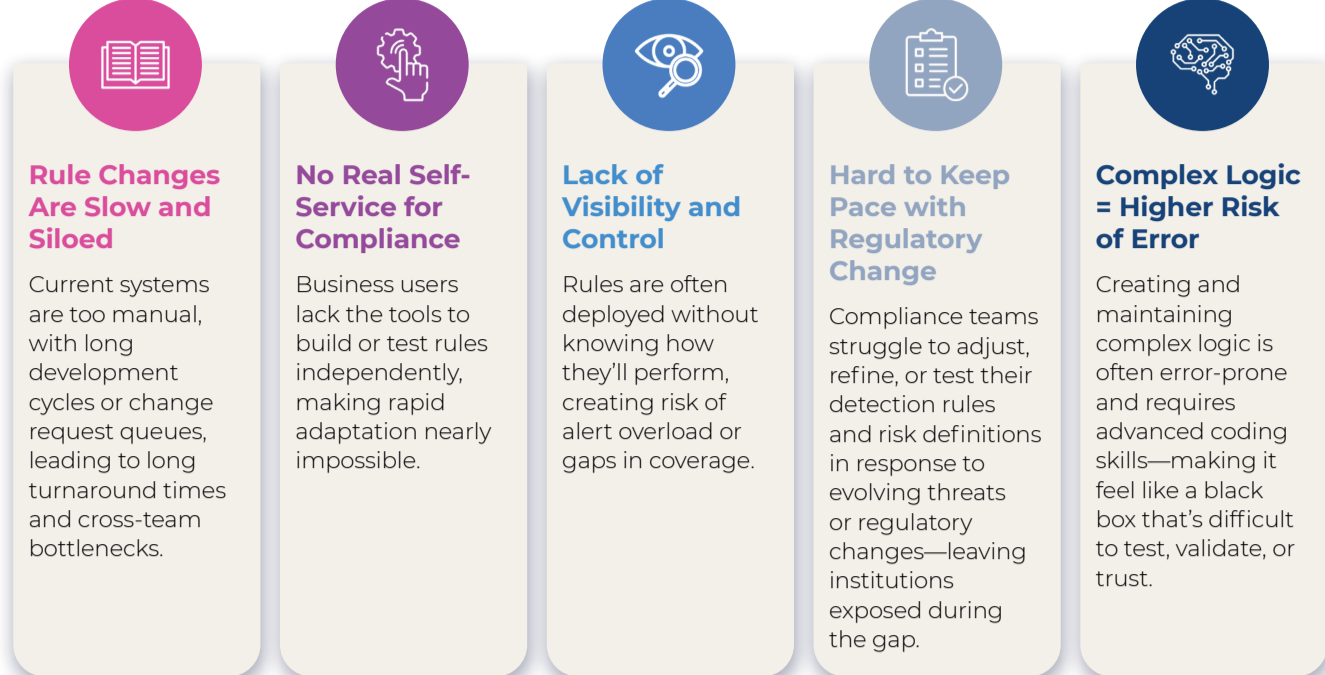 Rule Changes
Are Slow and
Siloed
Current systems
are too manual,
with long
development
cycles or change
request queues,
leading to long
turnaround times
and cross-team
bottlenecks.
No Real Self-
Service for
Compliance
Business users
lack the tools to
build or test rules
independently,
making rapid
adaptation nearly
impossible.
Lack of
Visibility and
Control
Rules are often
deployed without
knowing how
they’ll perform,
creating risk of
alert overload or
gaps in coverage.
Hard to Keep
Pace with
Regulatory
Change
Compliance teams
struggle to adjust,
refine, or test their
detection rules
and risk definitions
in response to
evolving threats
or regulatory
changes—leaving
institutions
exposed during
the gap.
Complex Logic
= Higher Risk
of Error
Creating and
maintaining
complex logic is
often error-prone
and requires
advanced coding
skills—making it
feel like a black
box that’s difficult
to test, validate, or
trust.